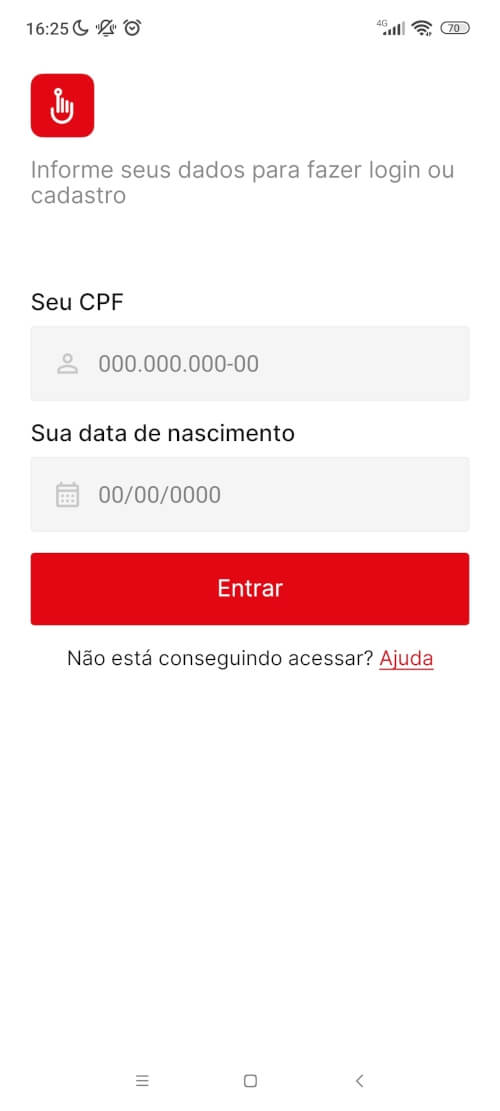 16:25
4G
70
Informe seus dados para fazer login ou
cadastro
Seu CPF
000.000.000-00
Sua data de nascimento
00/00/0000
Entrar
Não está conseguindo acessar? Ajuda